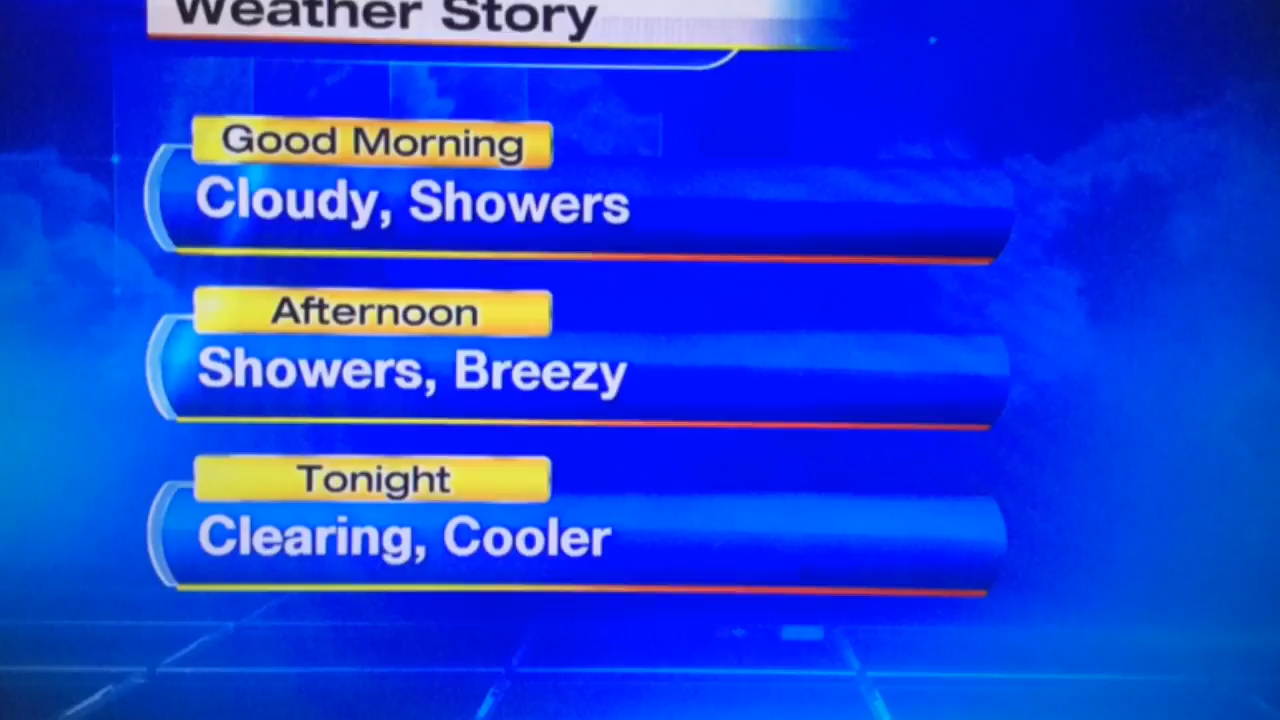 Weather Story
Good Morning
Cloudy, Showers
Afternoon
Showers, Breezy
Tonight
Clearing, Cooler